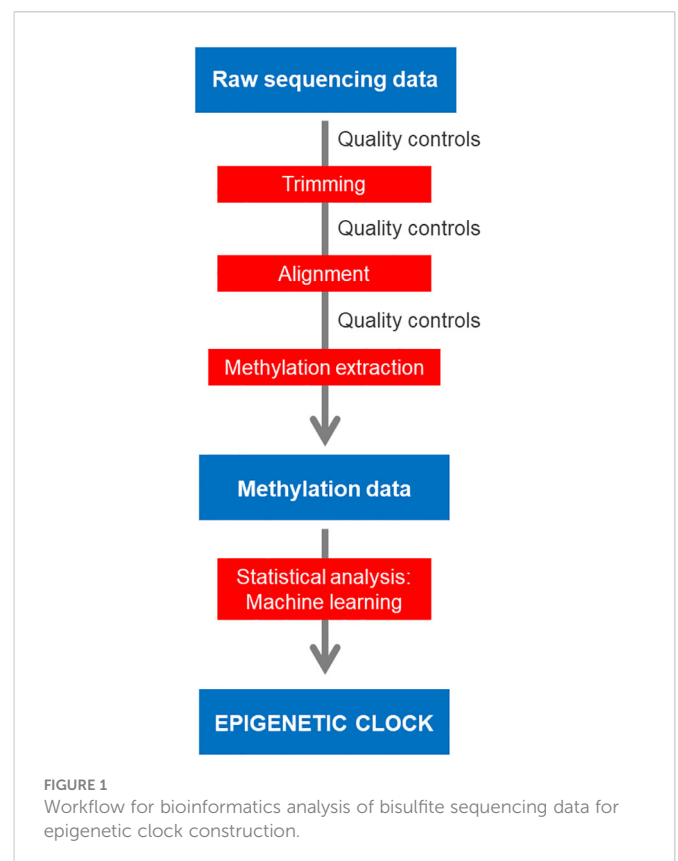 Raw sequencing data
Quality controls
Trimming
Quality controls
Alignment
Quality controls
Methylation extraction
Methylation data
Statistical analysis:
Machine learning
EPIGENETIC CLOCK
FIGURE 1
Workflow for bioinformatics analysis of bisulfite sequencing data for
epigenetic clock construction.